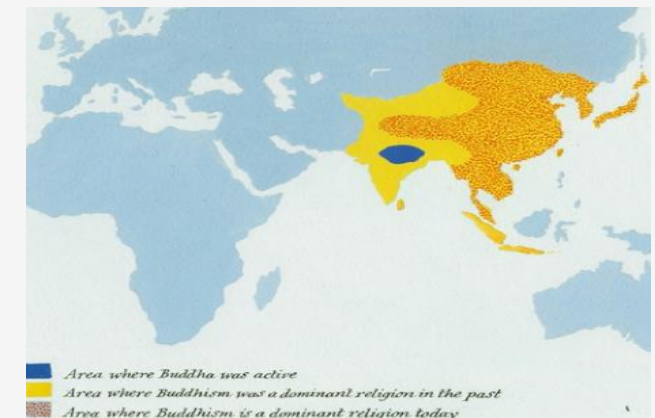 Area where Buddha was active
Area where Buddhism was a dominant religion in the past
Area where Buddhism is a dominant religion today